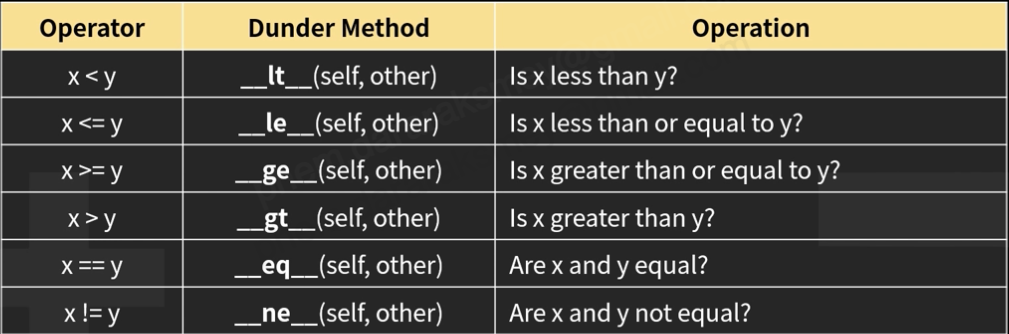 Operator Dunder Method Operation
x < y __lt__(self, other) Is x less than y?
x <= y __le__(self, other) Is x less than or equal to y?
x >= y __ge__(self, other) Is x greater than or equal to y?
x > y __gt__(self, other) Is x greater than y?
x == y __eq__(self, other) Are x and y equal?
x != y __ne__(self, other) Are x and y not equal?